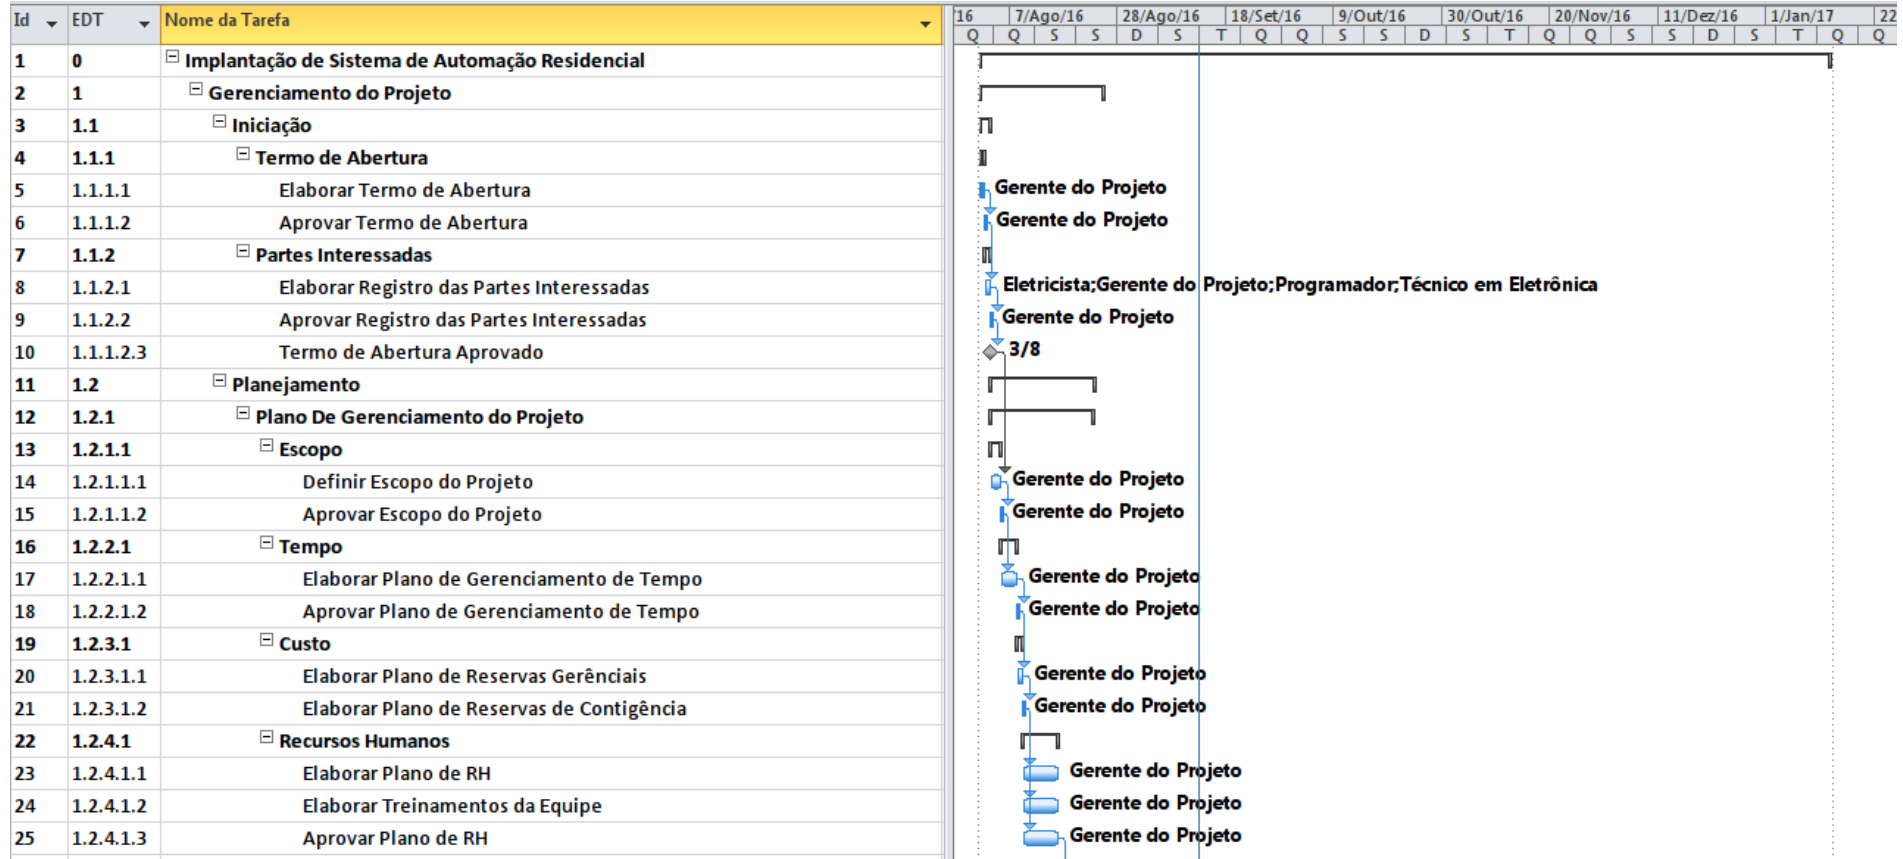 Id EDT Nome da Tarefa 16 7/Ago/16 28/Ago/16 18/Set/16 9/Out/16 30/Out/16 20/Nov/16 11/Dez/16 1/Jan/17 22
Q Q S S D S T Q Q S S D S T Q Q S S D S T Q Q
1 0 Implantação de Sistema de Automação Residencial
2 1 Gerenciamento do Projeto
3 1.1 Iniciação
4 1.1.1 Termo de Abertura
5 1.1.1.1 Elaborar Termo de Abertura Gerente do Projeto
6 1.1.1.2 Aprovar Termo de Abertura Gerente do Projeto
7 1.1.2 Partes Interessadas
8 1.1.2.1 Elaborar Registro das Partes Interessadas Eletricista;Gerente do Projeto;Programador;Técnico em Eletrônica
9 1.1.2.2 Aprovar Registro das Partes Interessadas Gerente do Projeto
10 1.1.1.2.3 Termo de Abertura Aprovado 3/8
11 1.2 Planejamento
12 1.2.1 Plano De Gerenciamento do Projeto
13 1.2.1.1 Escopo
14 1.2.1.1.1 Definir Escopo do Projeto Gerente do Projeto
15 1.2.1.1.2 Aprovar Escopo do Projeto Gerente do Projeto
16 1.2.2.1 Tempo
17 1.2.2.1.1 Elaborar Plano de Gerenciamento de Tempo Gerente do Projeto
18 1.2.2.1.2 Aprovar Plano de Gerenciamento de Tempo Gerente do Projeto
19 1.2.3.1 Custo
20 1.2.3.1.1 Elaborar Plano de Reservas Gerênciais Gerente do Projeto
21 1.2.3.1.2 Elaborar Plano de Reservas de Contigência Gerente do Projeto
22 1.2.4.1 Recursos Humanos
23 1.2.4.1.1 Elaborar Plano de RH Gerente do Projeto
24 1.2.4.1.2 Elaborar Treinamentos da Equipe Gerente do Projeto
25 1.2.4.1.3 Aprovar Plano de RH Gerente do Projeto